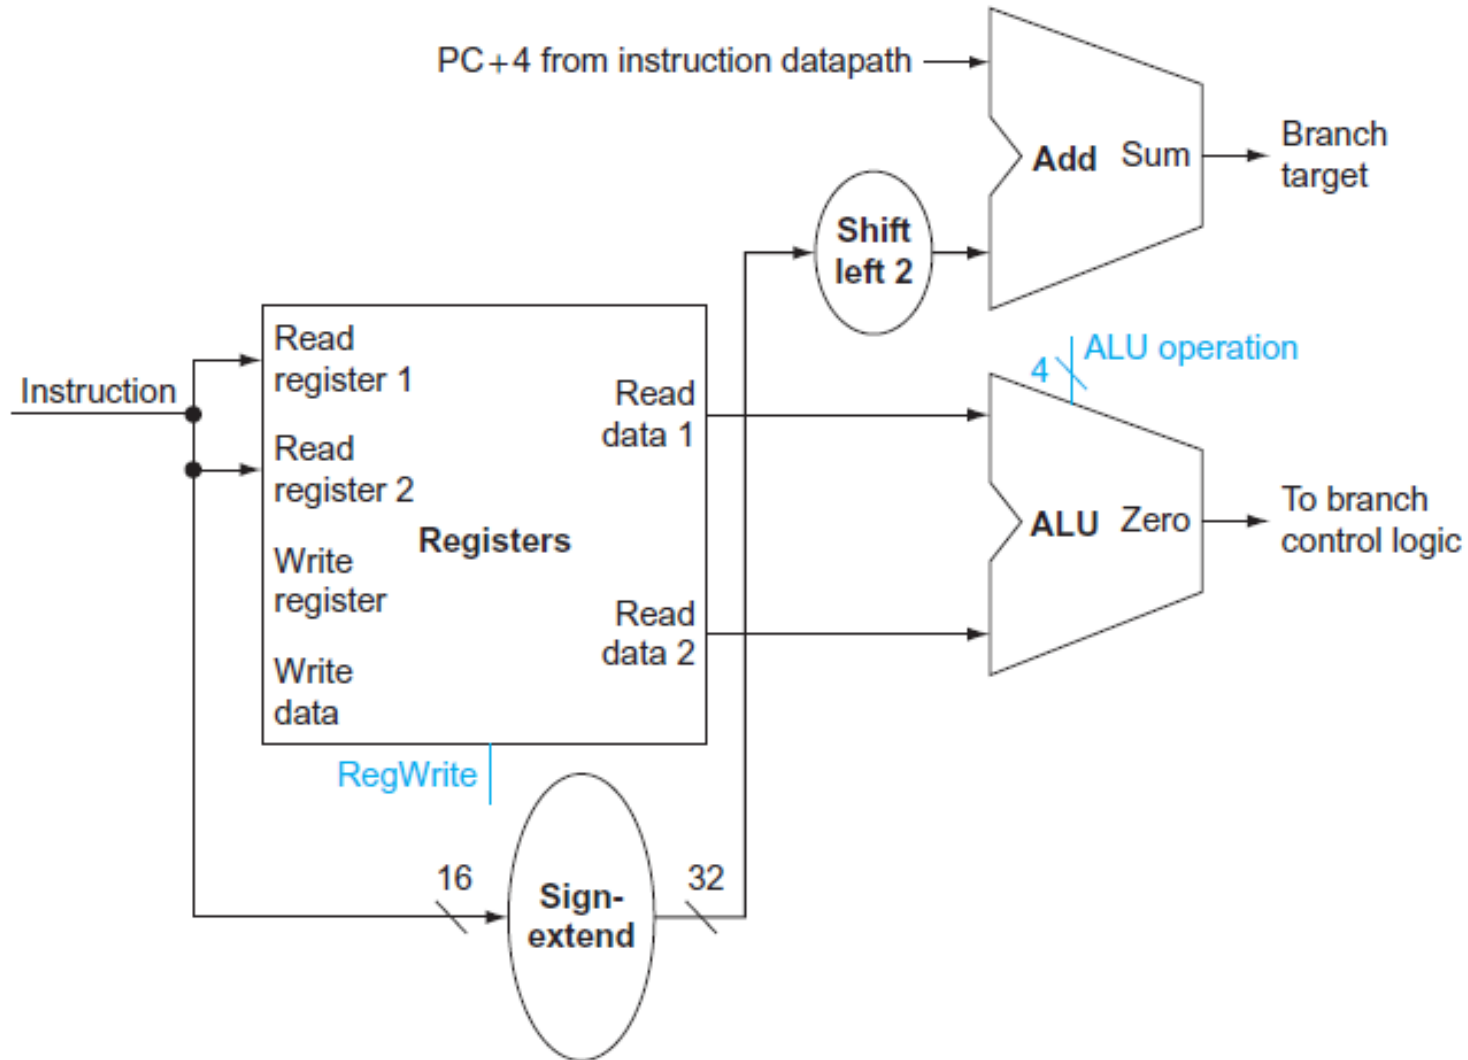 PC+4 from instruction datapath
Add Sum
Branch
target
Shift
left 2
ALU operation
4
Instruction
Read
register 1
Read
data 1
Read
register 2
Registers
Write
register
Read
data 2
Write
data
ALU Zero
To branch
control logic
RegWrite
16
Sign-
extend
32